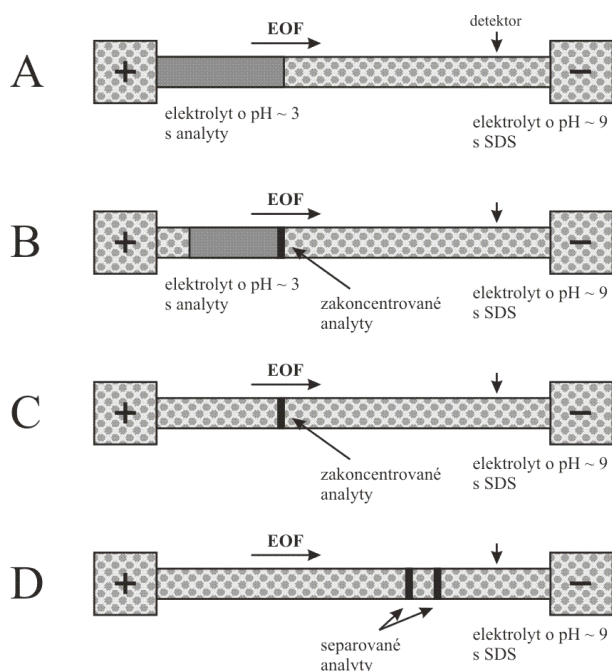 A
EOF
detektor
+
−
elektrolyt o pH ~ 3
s analyty
elektrolyt o pH ~ 9
s SDS
B
EOF
+
−
elektrolyt o pH ~ 3
s analyty
zakoncentrované
analyty
elektrolyt o pH ~ 9
s SDS
C
EOF
+
−
zakoncentrované
analyty
elektrolyt o pH ~ 9
s SDS
D
EOF
+
−
separované
analyty
elektrolyt o pH ~ 9
s SDS